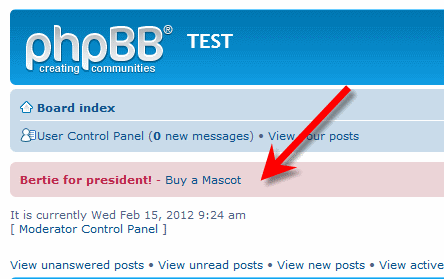 phpBB® TEST
creating communities
Board index
User Control Panel (0 new messages) • View your posts
Bertie for president! - Buy a Mascot
It is currently Wed Feb 15, 2012 9:24 am
[ Moderator Control Panel ]
View unanswered posts • View unread posts • View new posts • View active